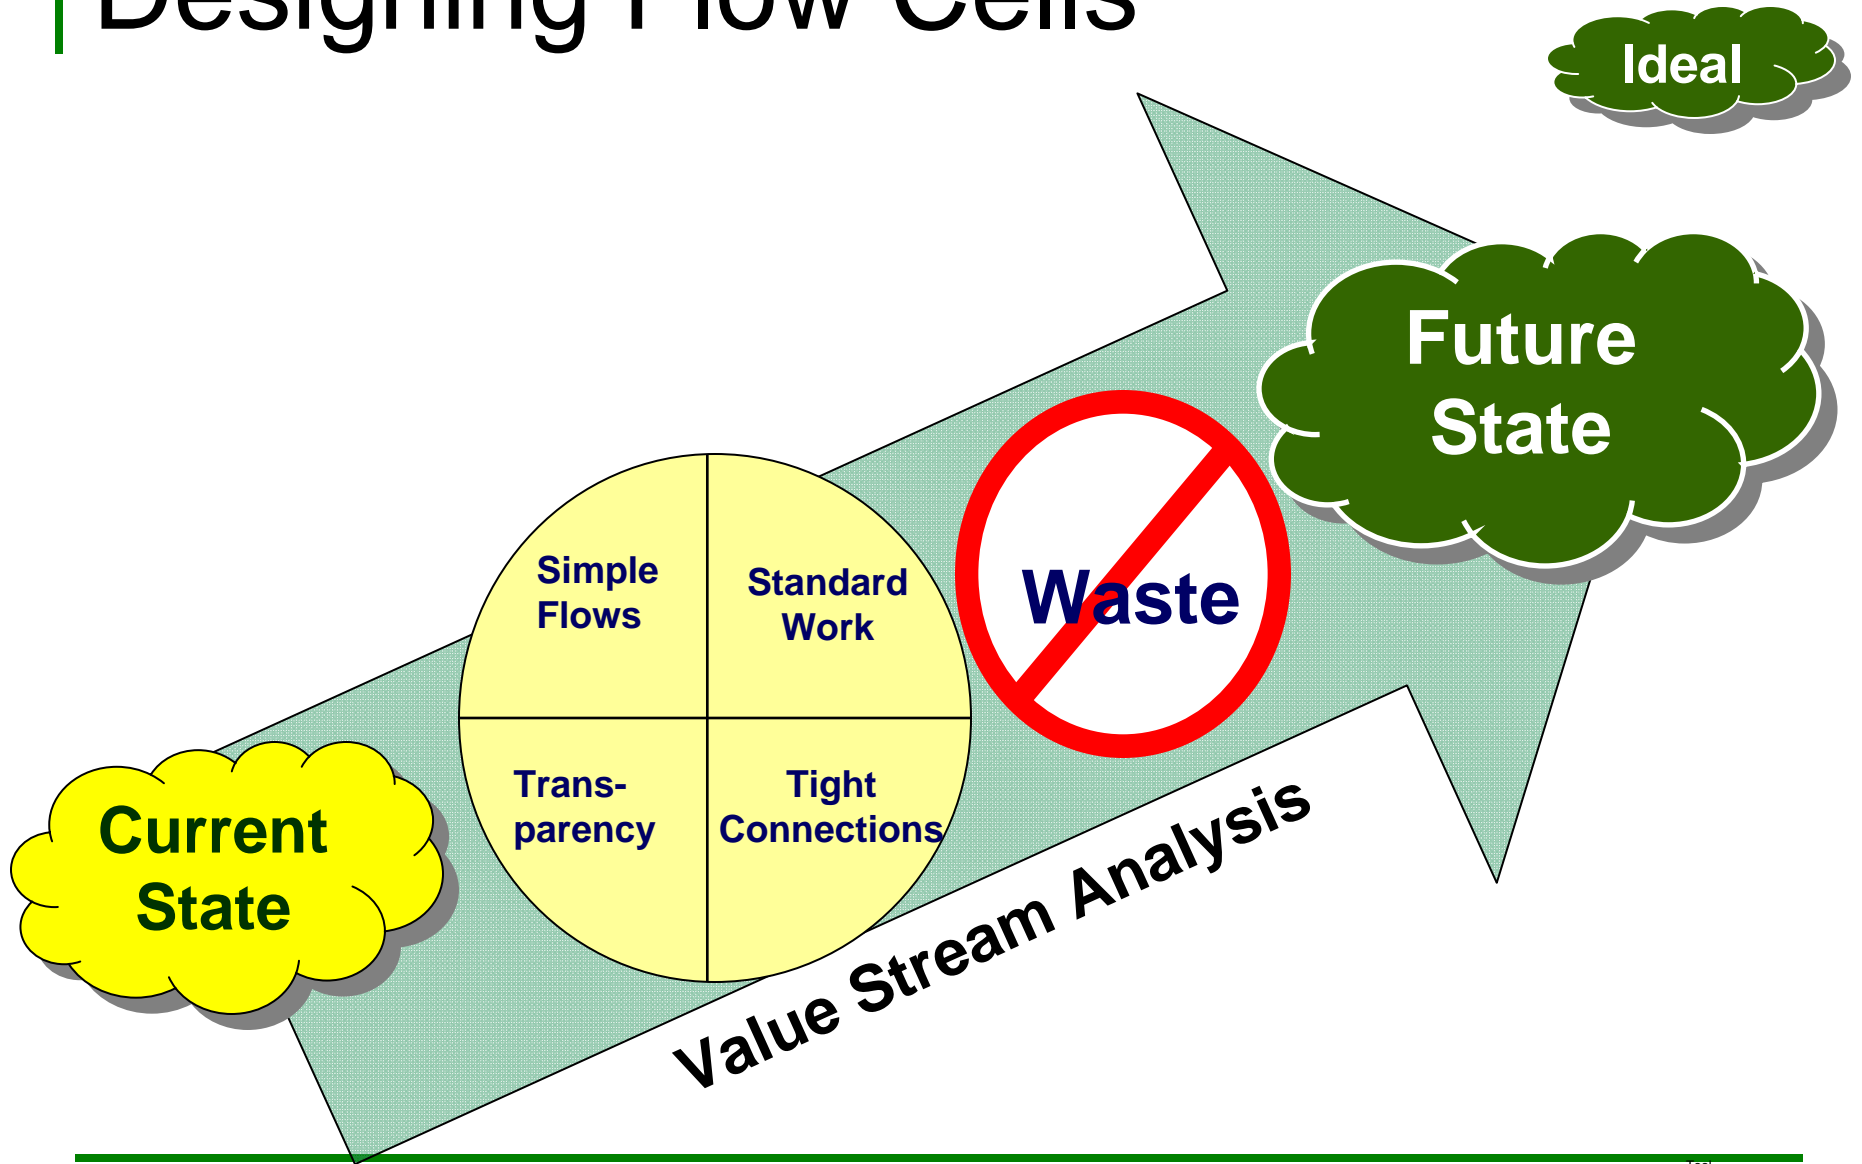 Designing Flow Cells
Ideal
Future
State
Simple
Flows
Standard
Work
Waste
Trans-
parency
Tight
Connections
Current
State
Value Stream Analysis